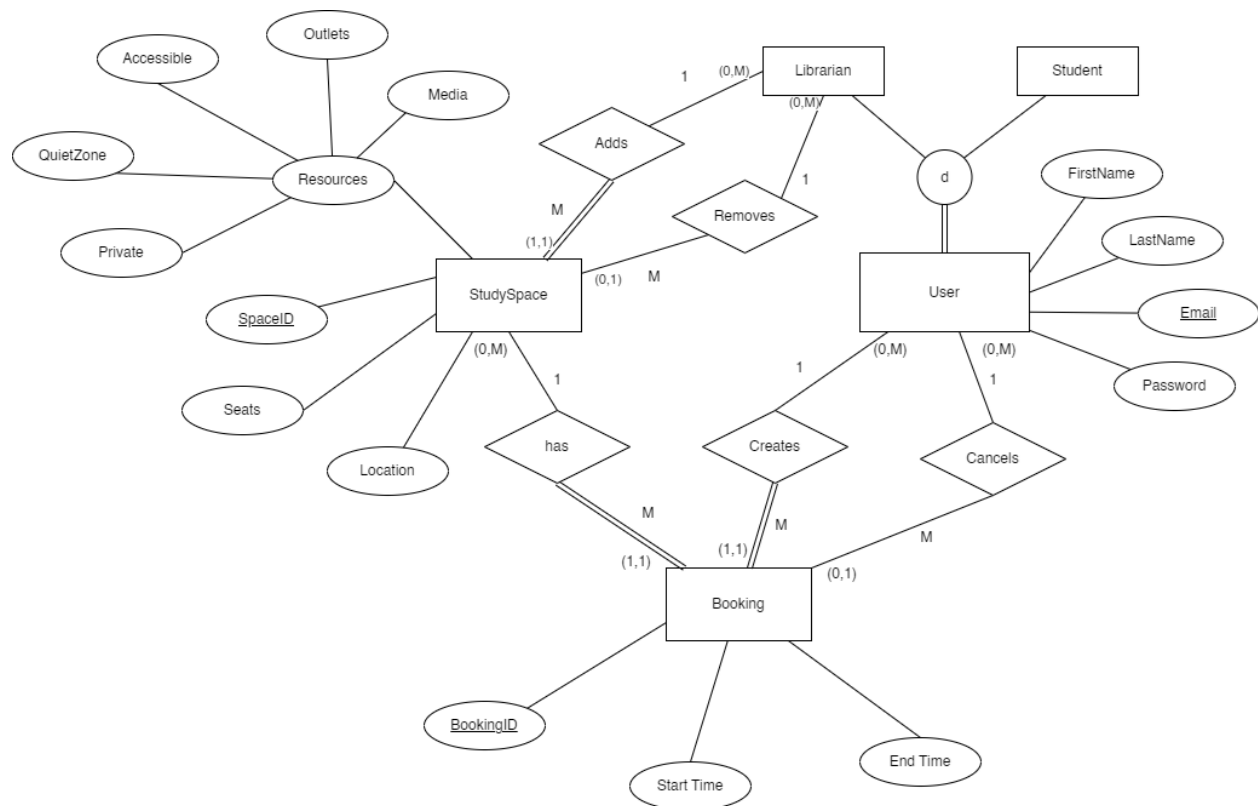 Outlets
Accessible
Media
QuietZone
Resources
Private
Librarian
Student
1
(0,M)
(0,M)
Adds
M
(1,1)
Removes
1
(0,1)
M
d
FirstName
LastName
Email
Password
User
StudySpace
SpaceID
Seats
Location
(0,M)
1
has
M
(1,1)
(0,M)
1
Creates
M
(1,1)
(0,M)
1
Cancels
M
(0,1)
Booking
BookingID
Start Time
End Time